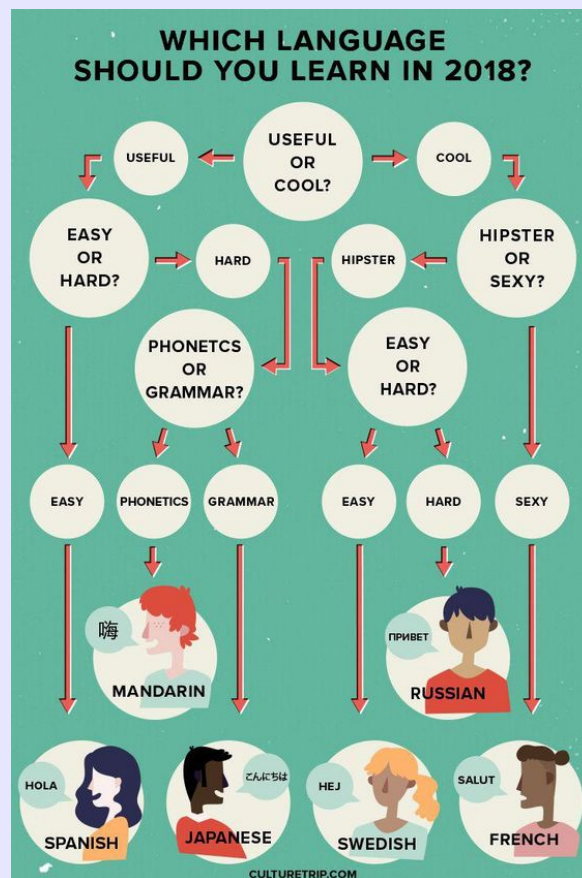 WHICH LANGUAGE
SHOULD YOU LEARN IN 2018?
USEFUL
OR
COOL?
USEFUL
COOL
EASY
OR
HARD?
HARD
HIPSTER
HIPSTER
OR
SEXY?
PHONETCS
OR
GRAMMAR?
EASY
OR
HARD?
EASY
PHONETICS
GRAMMAR
EASY
HARD
SEXY
嗨
MANDARIN
ПРИВЕТ
RUSSIAN
HOLA
SPANISH
こんにちは
JAPANESE
HEJ
SWEDISH
SALUT
FRENCH
CULTURETRIP.COM